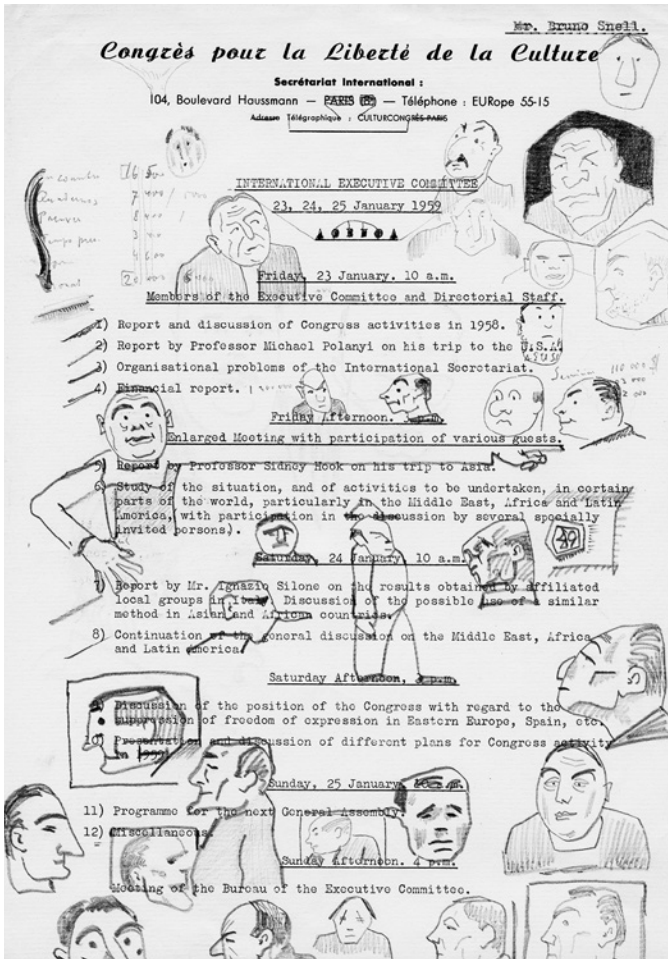 Mr. Bruno Snell.
Congrès pour la Liberté de la Culture
Secrétariat International :
104, Boulevard Haussmann — PARIS (8e) — Téléphone : EURope 55-15
Adresse Télégraphique : CULTURCONGRÈS-PARIS
INTERNATIONAL EXECUTIVE COMMITTEE
23, 24, 25 January 1959
Friday, 23 January. 10 a.m.
Members of the Executive Committee and Directorial Staff.
1) Report and discussion of Congress activities in 1958.
2) Report by Professor Michael Polanyi on his trip to the U.S.A.
3) Organisational problems of the International Secretariat.
4) Financial report.
Friday Afternoon.
Enlarged Meeting with participation of various guests.
5) Report by Professor Sidney Hook on his trip to Asia.
6) Study of the situation, and of activities to be undertaken, in certain
parts of the world, particularly in the Middle East, Africa and Latin
America, with participation in the discussion by several specially
invited persons).
Saturday, 24 January, 10 a.m.
7) Report by Mr. Ignazio Silone on the results obtained by affiliated
local groups in Italy. Discussion of the possible use of a similar
method in Asian and African countries.
8) Continuation of the general discussion on the Middle East, Africa
and Latin America
Saturday Afternoon, p.m.
9) Discussion of the position of the Congress with regard to the
suppression of freedom of expression in Eastern Europe, Spain, etc.
10) Presentation and discussion of different plans for Congress activity
in 1959.
Sunday, 25 January,
11) Programme for the next General Assembly.
12) Miscellaneous.
Sunday Afternoon. 4 p.m.
Meeting of the Bureau of the Executive Committee.